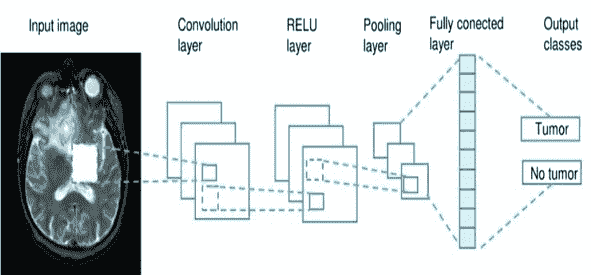 Input image
Convolution
layer
RELU
layer
Pooling
layer
Fully conected
layer
Output
classes
Tumor
No tumor